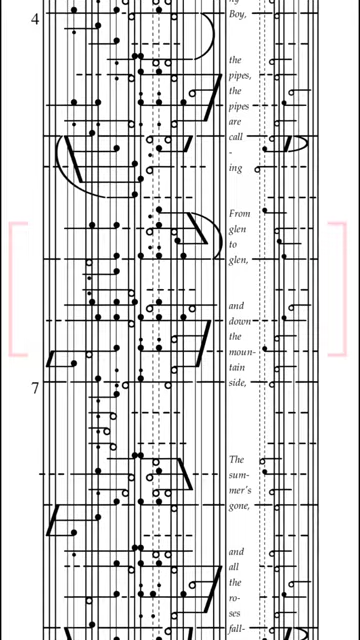 4
Boy,
the
pipes,
the
pipes
are
call
-
ing
From
glen
to
glen,
and
down
the
moun-
tain
7
side,
The
sum-
mer's
gone,
and
all
the
ro-
ses
fall-